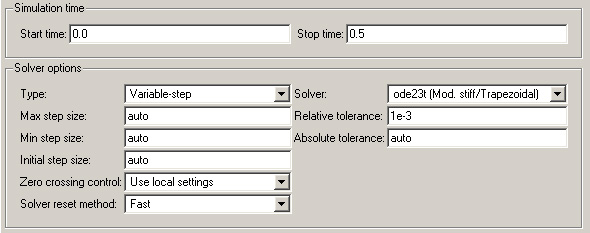 Simulation time
Start time: 0.0 Stop time: 0.5
Solver options
Type: Variable-step Solver: ode23t (Mod. stiff/Trapezoidal)
Max step size: auto Relative tolerance: 1e-3
Min step size: auto Absolute tolerance: auto
Initial step size: auto
Zero crossing control: Use local settings
Solver reset method: Fast